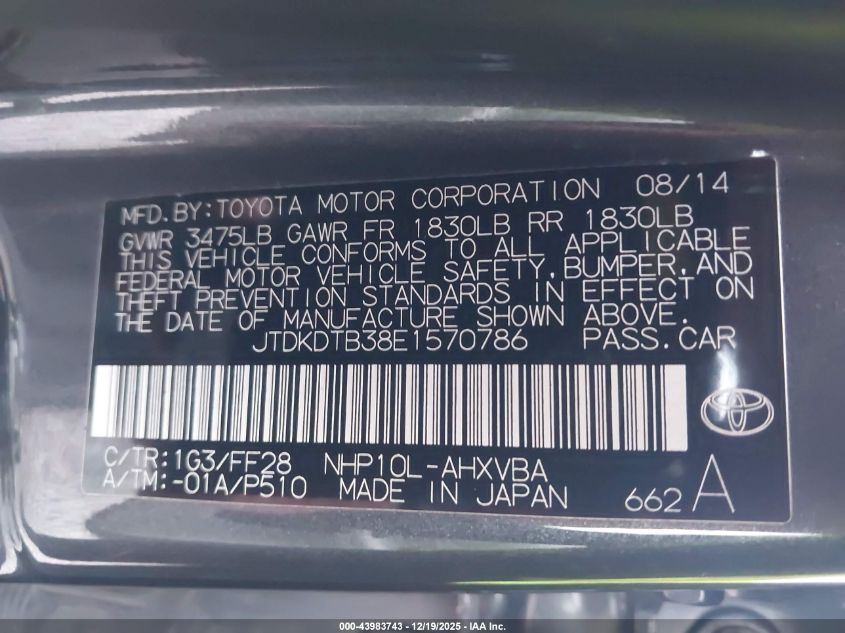 MFD. BY: TOYOTA MOTOR CORPORATION 08/14
GVWR 3475LB GAWR FR 1830LB RR 1830LB
THIS VEHICLE CONFORMS TO ALL APPLICABLE
FEDERAL MOTOR VEHICLE SAFETY, BUMPER, AND
THEFT PREVENTION STANDARDS IN EFFECT ON
THE DATE OF MANUFACTURE SHOWN ABOVE.
JTDKDTB38E1570786 PASS.CAR
C/TR:1G3/FF28 NHP10L-AHXVBA
A/TM:-01A/P510 MADE IN JAPAN 662 A
000-43983743 - 12/19/2025 - IAA Inc.